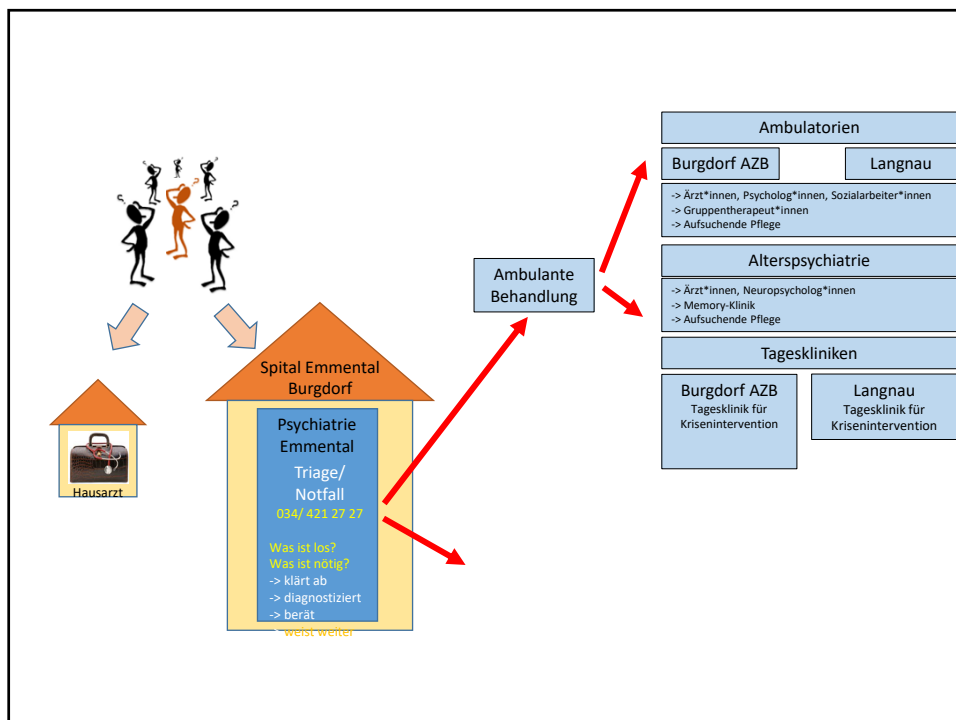 Spital Emmental
Burgdorf
Psychiatrie
Emmental
Triage/
Notfall
034/ 421 27 27
Was ist los?
Was ist nötig?
-> klärt ab
-> diagnostiziert
-> berät
-> weist weiter
Hausarzt
Ambulante
Behandlung
Ambulatorien
Burgdorf AZB
Langnau
-> Ärzt*innen, Psycholog*innen, Sozialarbeiter*innen
-> Gruppentherapeut*innen
-> Aufsuchende Pflege
Alterspsychiatrie
-> Ärzt*innen, Neuropsycholog*innen
-> Memory-Klinik
-> Aufsuchende Pflege
Tageskliniken
Burgdorf AZB
Tagesklinik für
Krisenintervention
Langnau
Tagesklinik für
Krisenintervention